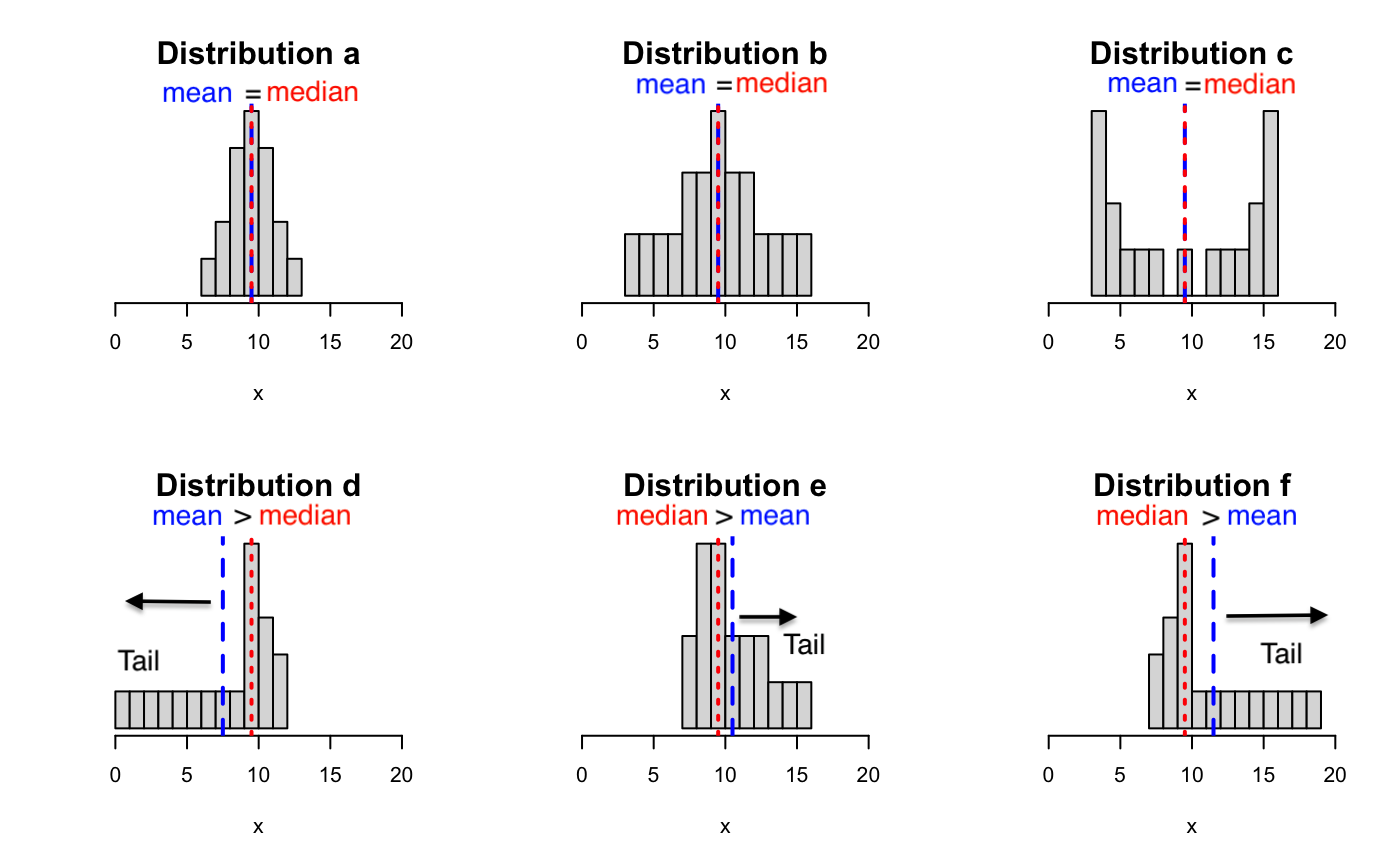 Distribution a
mean = median
0 5 10 15 20
x
Distribution b
mean = median
0 5 10 15 20
x
Distribution c
mean = median
0 5 10 15 20
x
Distribution d
mean > median
Tail
0 5 10 15 20
x
Distribution e
median > mean
Tail
0 5 10 15 20
x
Distribution f
median > mean
Tail
0 5 10 15 20
x